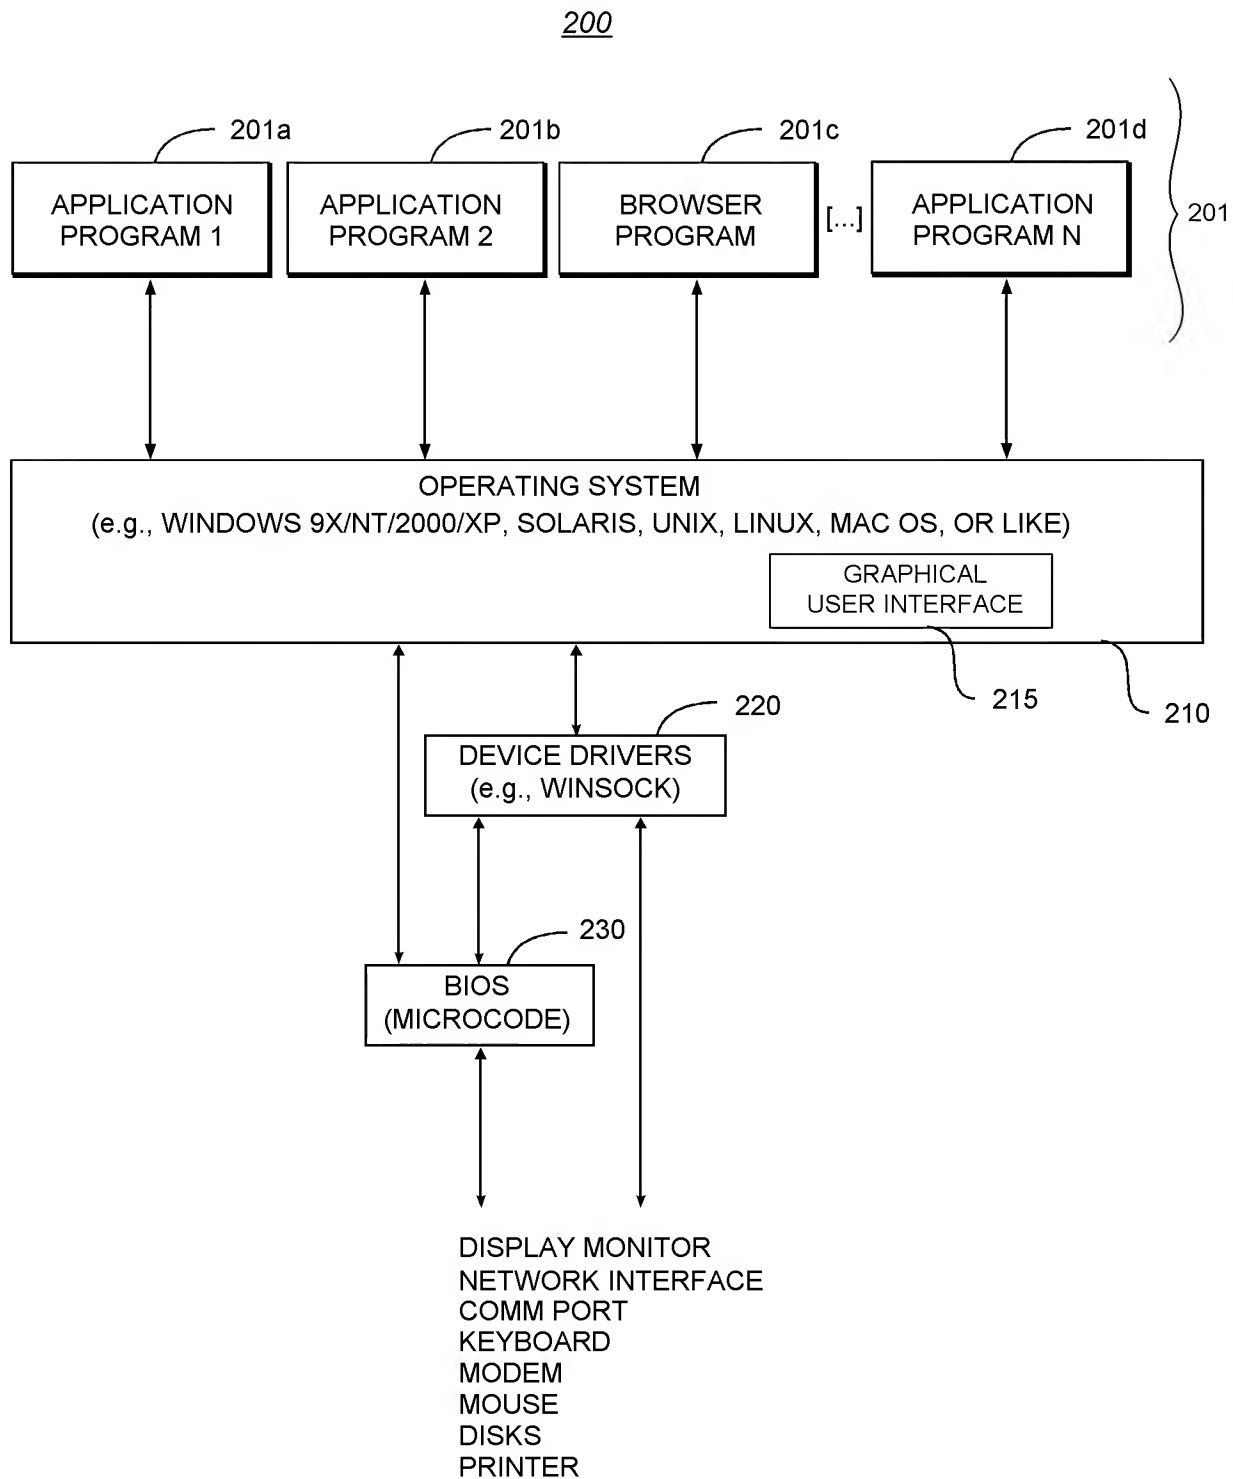 200
201a
201b
201c
201d
APPLICATION
PROGRAM 1
APPLICATION
PROGRAM 2
BROWSER
PROGRAM
[...]
APPLICATION
PROGRAM N
201
OPERATING SYSTEM
(e.g., WINDOWS 9X/NT/2000/XP, SOLARIS, UNIX, LINUX, MAC OS, OR LIKE)
GRAPHICAL
USER INTERFACE
215
210
220
DEVICE DRIVERS
(e.g., WINSOCK)
230
BIOS
(MICROCODE)
DISPLAY MONITOR
NETWORK INTERFACE
COMM PORT
KEYBOARD
MODEM
MOUSE
DISKS
PRINTER